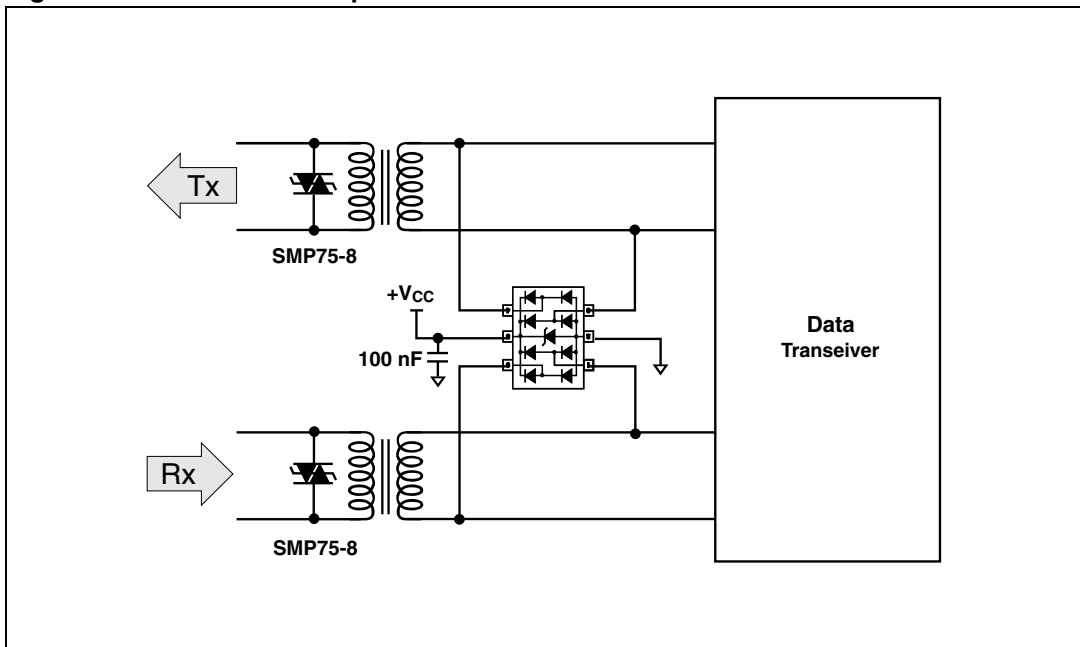 Tx
SMP75-8
+VCC
100 nF
Data
Transeiver
Rx
SMP75-8